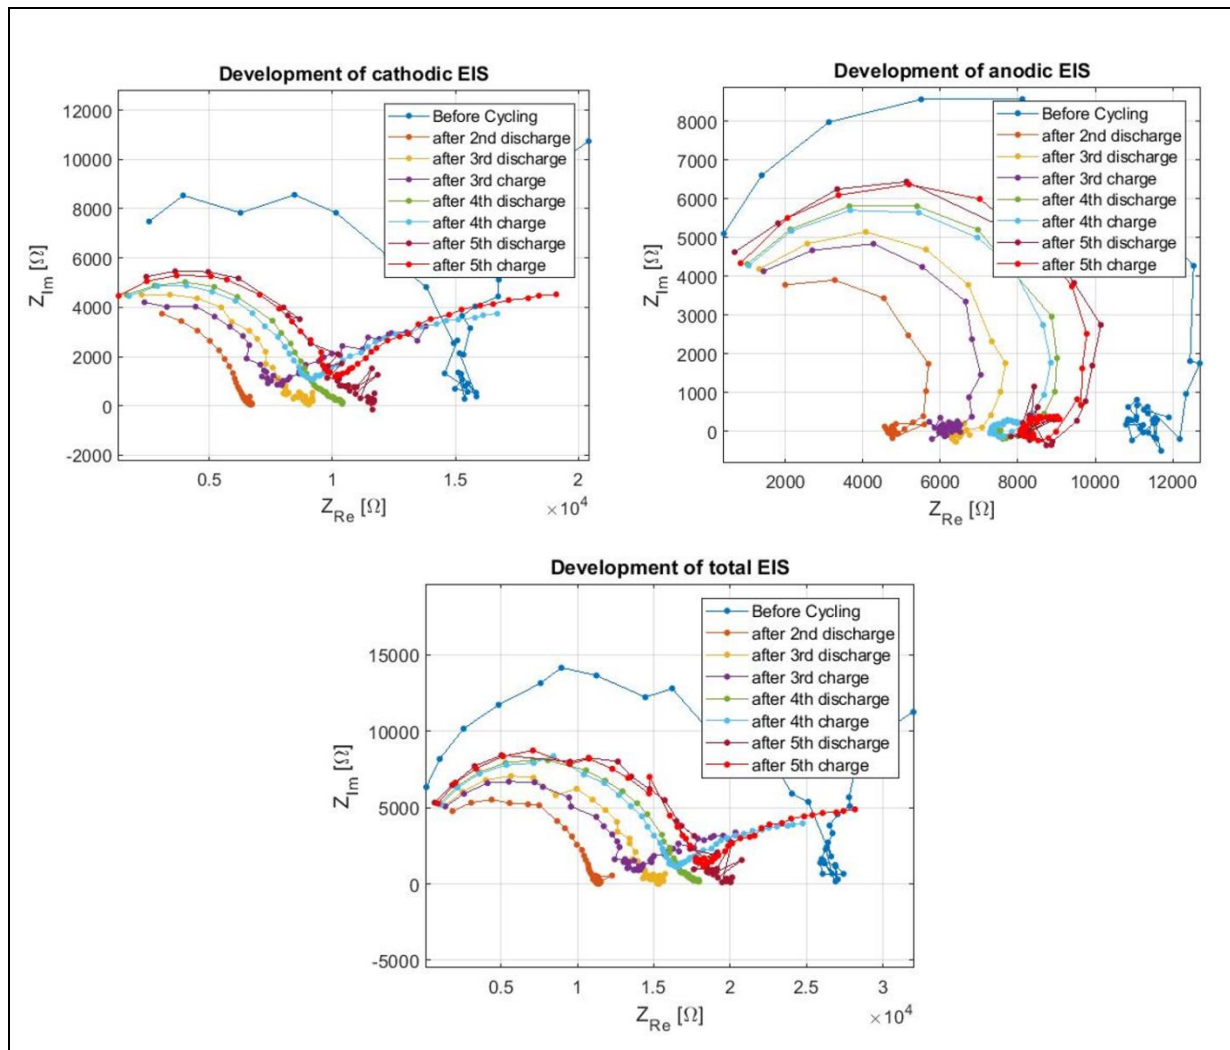 Development of cathodic EIS
12000
10000
8000
6000
4000
2000
0
-2000
Z_Im [Ω]
0.5
1
1.5
2
×10^4
Z_Re [Ω]
Before Cycling
after 2nd discharge
after 3rd discharge
after 3rd charge
after 4th discharge
after 4th charge
after 5th discharge
after 5th charge
Development of anodic EIS
8000
7000
6000
5000
4000
3000
2000
1000
0
Z_Im [Ω]
2000
4000
6000
8000
10000
12000
Z_Re [Ω]
Before Cycling
after 2nd discharge
after 3rd discharge
after 3rd charge
after 4th discharge
after 4th charge
after 5th discharge
after 5th charge
Development of total EIS
15000
10000
5000
0
-5000
Z_Im [Ω]
0.5
1
1.5
2
2.5
3
×10^4
Z_Re [Ω]
Before Cycling
after 2nd discharge
after 3rd discharge
after 3rd charge
after 4th discharge
after 4th charge
after 5th discharge
after 5th charge